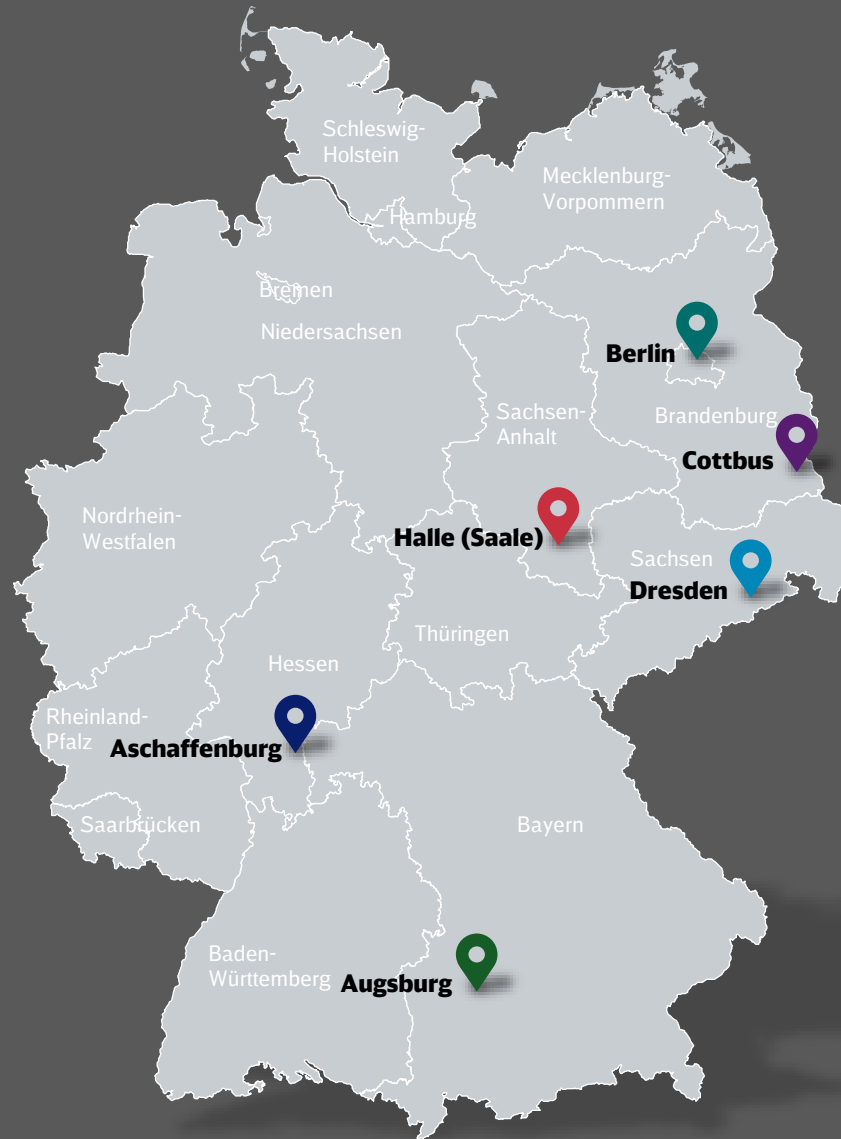 Schleswig-
Holstein
Mecklenburg-
Vorpommern
Hamburg
Bremen
Niedersachsen
Berlin
Sachsen-
Anhalt
Brandenburg
Cottbus
Nordrhein-
Westfalen
Halle (Saale)
Sachsen
Dresden
Thüringen
Hessen
Rheinland-
Pfalz
Aschaffenburg
Saarbrücken
Bayern
Baden-
Württemberg
Augsburg